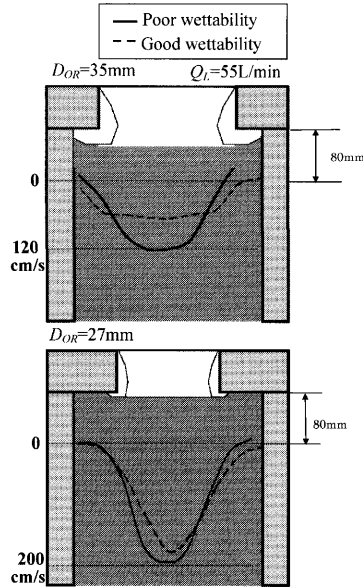 Poor wettability
Good wettability
D_OR=35mm Q_L=55L/min
80mm
0
120
cm/s
D_OR=27mm
80mm
0
200
cm/s